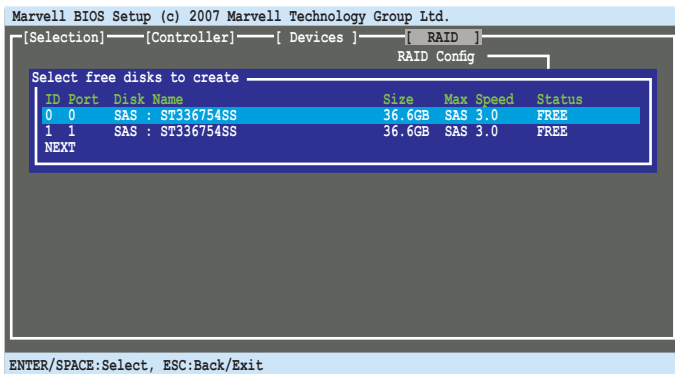 Marvell BIOS Setup (c) 2007 Marvell Technology Group Ltd.
[Selection] [Controller] [ Devices ] [ RAID ]
RAID Config
Select free disks to create
ID Port Disk Name Size Max Speed Status
0 0 SAS : ST336754SS 36.6GB SAS 3.0 FREE
1 1 SAS : ST336754SS 36.6GB SAS 3.0 FREE
NEXT
ENTER/SPACE:Select, ESC:Back/Exit